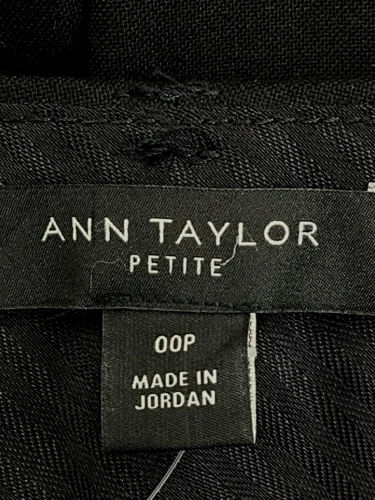 ANN TAYLOR
PETITE
00P
MADE IN
JORDAN